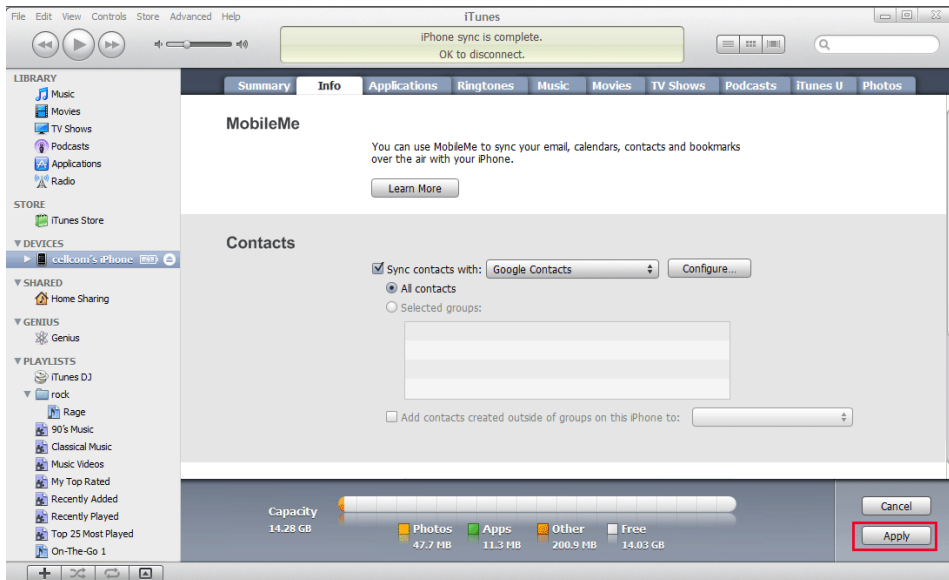 File Edit View Controls Store Advanced Help
iTunes
iPhone sync is complete.
OK to disconnect.
LIBRARY
Music
Movies
TV Shows
Podcasts
Applications
Radio
STORE
iTunes Store
DEVICES
cellcom's iPhone
SHARED
Home Sharing
GENIUS
Genius
PLAYLISTS
iTunes DJ
rock
Rage
90's Music
Classical Music
Music Videos
My Top Rated
Recently Added
Recently Played
Top 25 Most Played
On-The-Go 1
Summary Info Applications Ringtones Music Movies TV Shows Podcasts iTunes U Photos
MobileMe
You can use MobileMe to sync your email, calendars, contacts and bookmarks
over the air with your iPhone.
Learn More
Contacts
Sync contacts with: Google Contacts Configure...
All contacts
Selected groups:
Add contacts created outside of groups on this iPhone to:
Capacity
14.28 GB
Photos Apps Other Free
47.7 MB 11.3 MB 200.9 MB 14.03 GB
Cancel
Apply